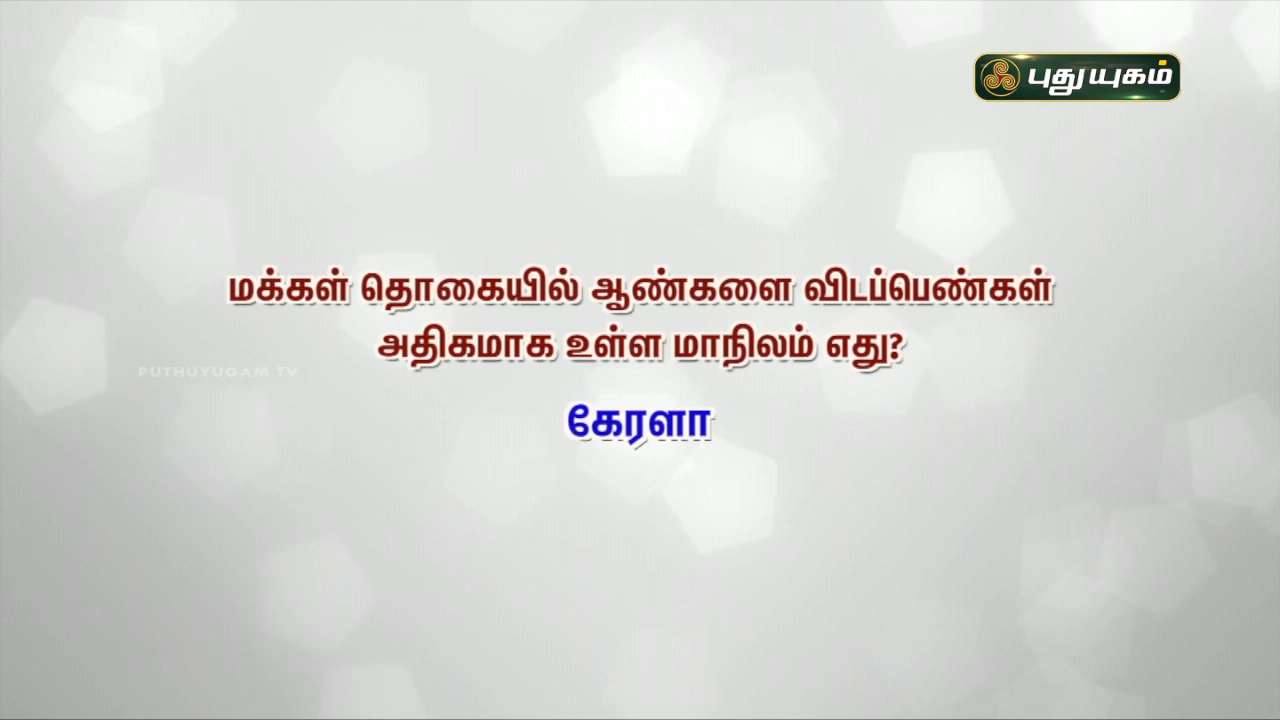 புதுயுகம்
மக்கள் தொகையில் ஆண்களை விடப்பெண்கள்
அதிகமாக உள்ள மாநிலம் எது?
PUTHUYUGAM TV
கேரளா